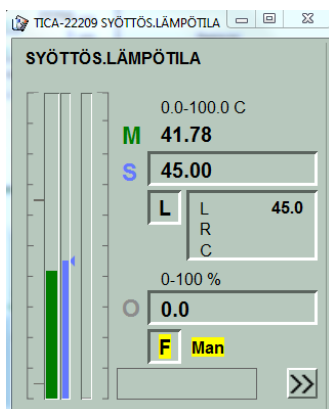 TICA-22209 SYÖTTÖS.LÄMPÖTILA
SYÖTTÖS.LÄMPÖTILA
0.0-100.0 C
M 41.78
S 45.00
L L 45.0
R
C
0-100 %
O 0.0
F Man
>>